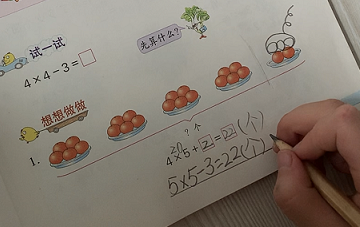 试一试
先算什么?
4×4-3=□
想想做做
1.
? 个
20
4×5+2=22(个)
5×5-3=22(个)